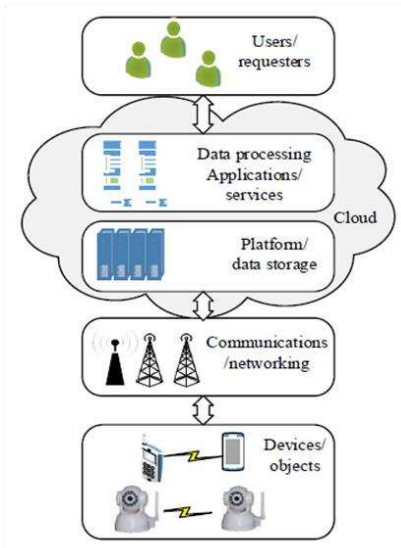 Users/
requesters
Data processing
Applications/
services
Cloud
Platform/
data storage
Communications
/networking
Devices/
objects